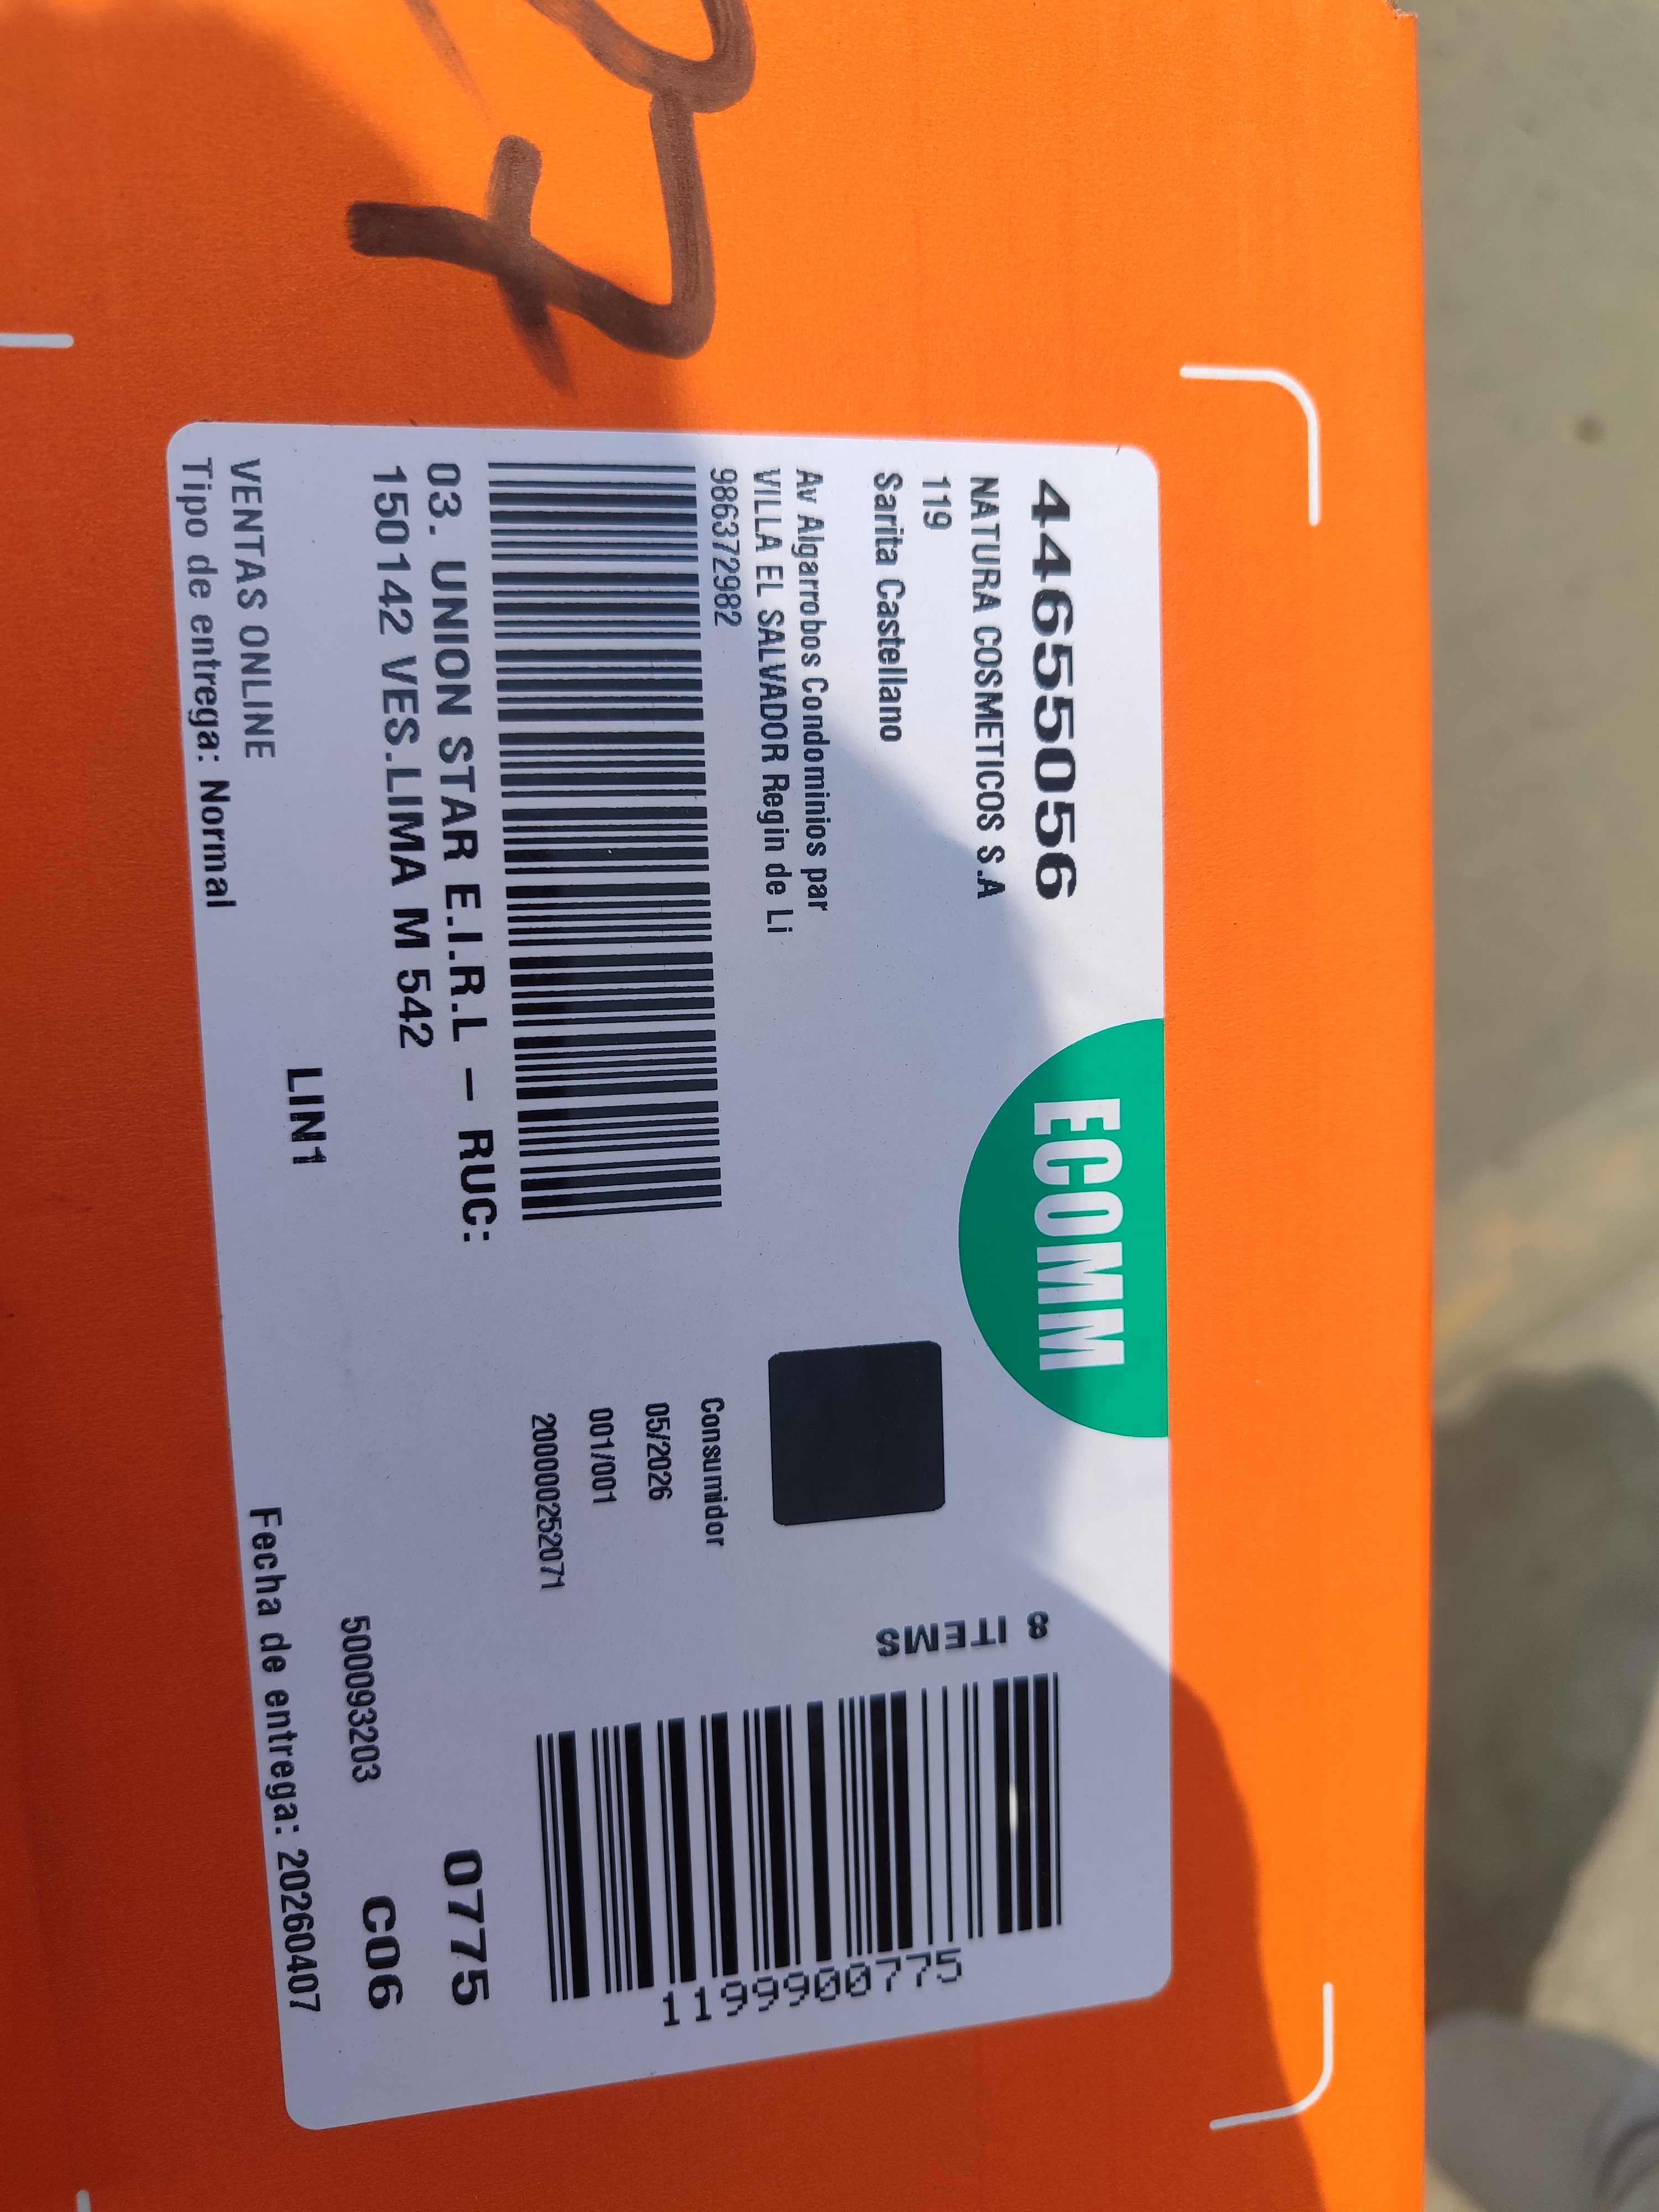 44655056
NATURA COSMETICOS S.A
119
Sarita Castellano
Av Algarrobos Condominios par
VILLA EL SALVADOR Regin de Li
986372982
ECOMM
8 ITEMS
1199900775
Consumidor
05/2026
001/001
200000252071
03. UNION STAR E.I.R.L – RUC:
0775
150142 VES.LIMA M 542
C06
500093203
LIN1
VENTAS ONLINE
Tipo de entrega: Normal
Fecha de entrega: 20260407